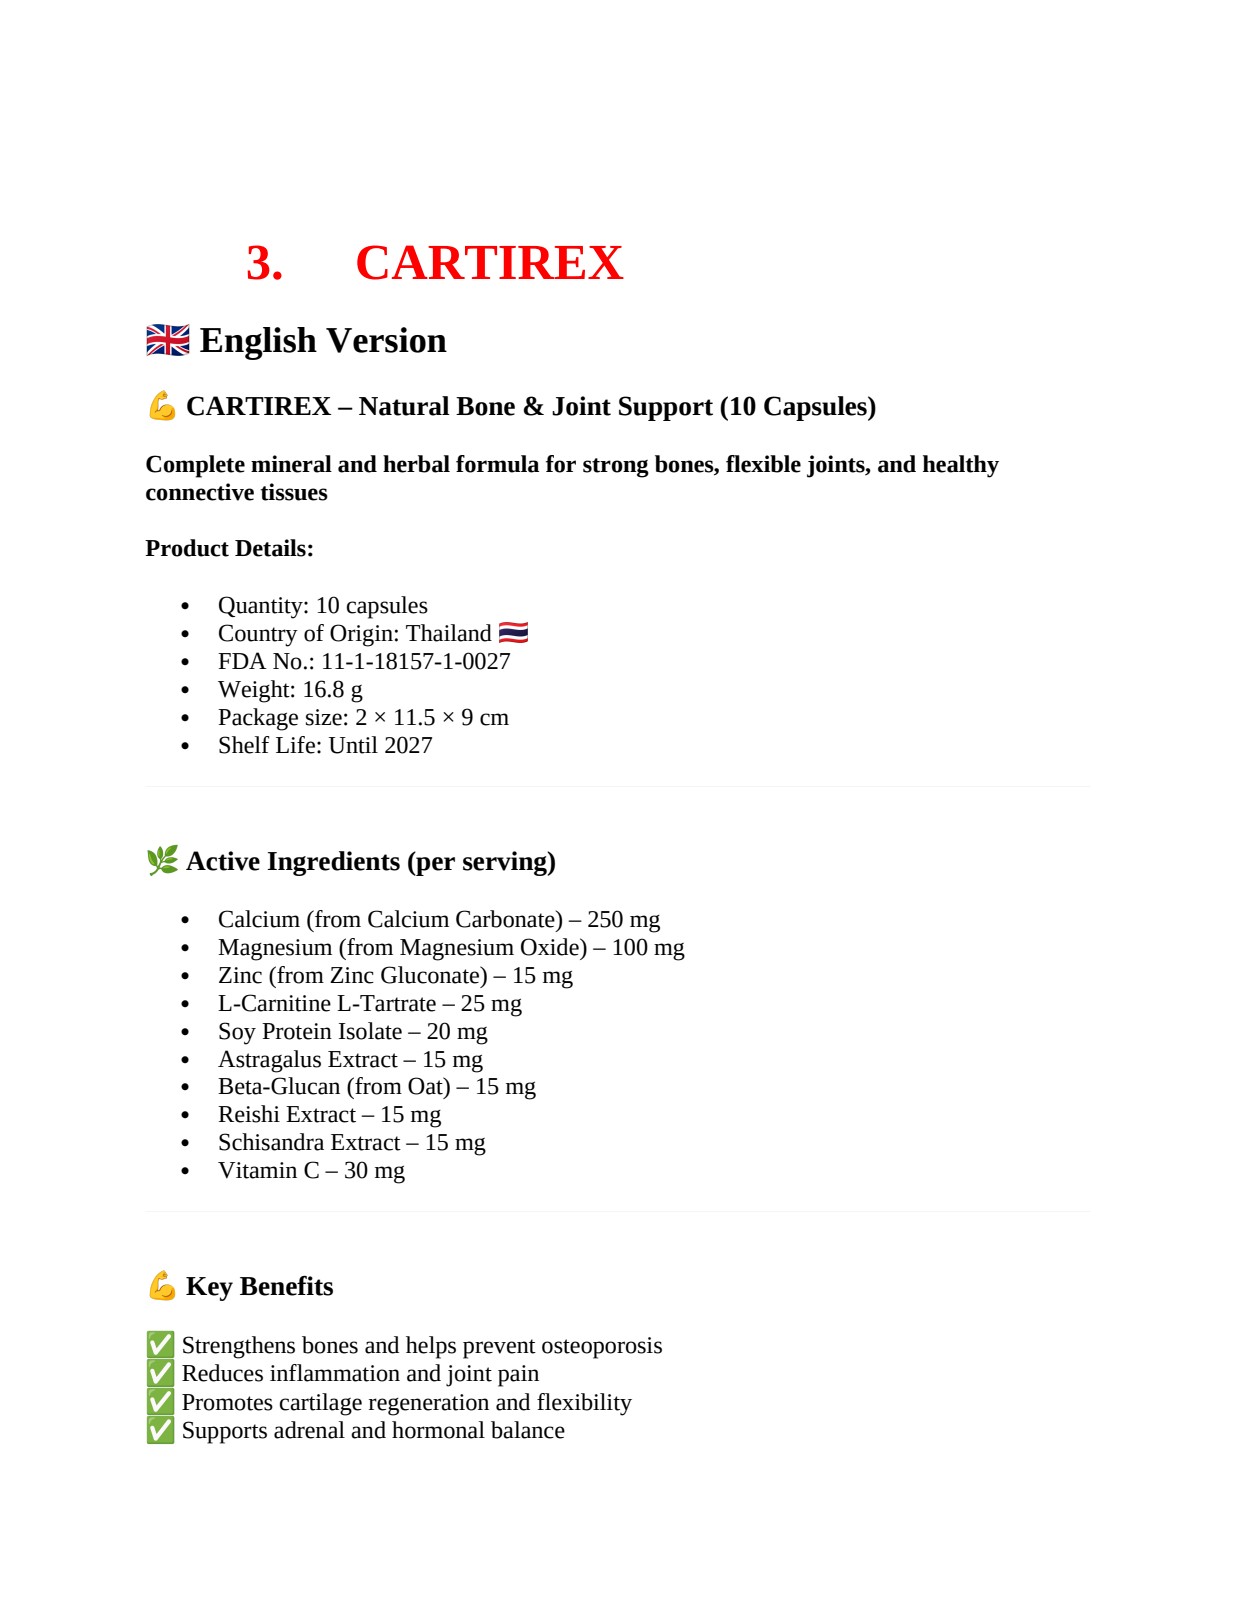 3. CARTIREX
🇬🇧 English Version
💪 CARTIREX – Natural Bone & Joint Support (10 Capsules)
Complete mineral and herbal formula for strong bones, flexible joints, and healthy
connective tissues
Product Details:
• Quantity: 10 capsules
• Country of Origin: Thailand 🇹🇭
• FDA No.: 11-1-18157-1-0027
• Weight: 16.8 g
• Package size: 2 × 11.5 × 9 cm
• Shelf Life: Until 2027
🌿 Active Ingredients (per serving)
• Calcium (from Calcium Carbonate) – 250 mg
• Magnesium (from Magnesium Oxide) – 100 mg
• Zinc (from Zinc Gluconate) – 15 mg
• L-Carnitine L-Tartrate – 25 mg
• Soy Protein Isolate – 20 mg
• Astragalus Extract – 15 mg
• Beta-Glucan (from Oat) – 15 mg
• Reishi Extract – 15 mg
• Schisandra Extract – 15 mg
• Vitamin C – 30 mg
💪 Key Benefits
✅ Strengthens bones and helps prevent osteoporosis
✅ Reduces inflammation and joint pain
✅ Promotes cartilage regeneration and flexibility
✅ Supports adrenal and hormonal balance